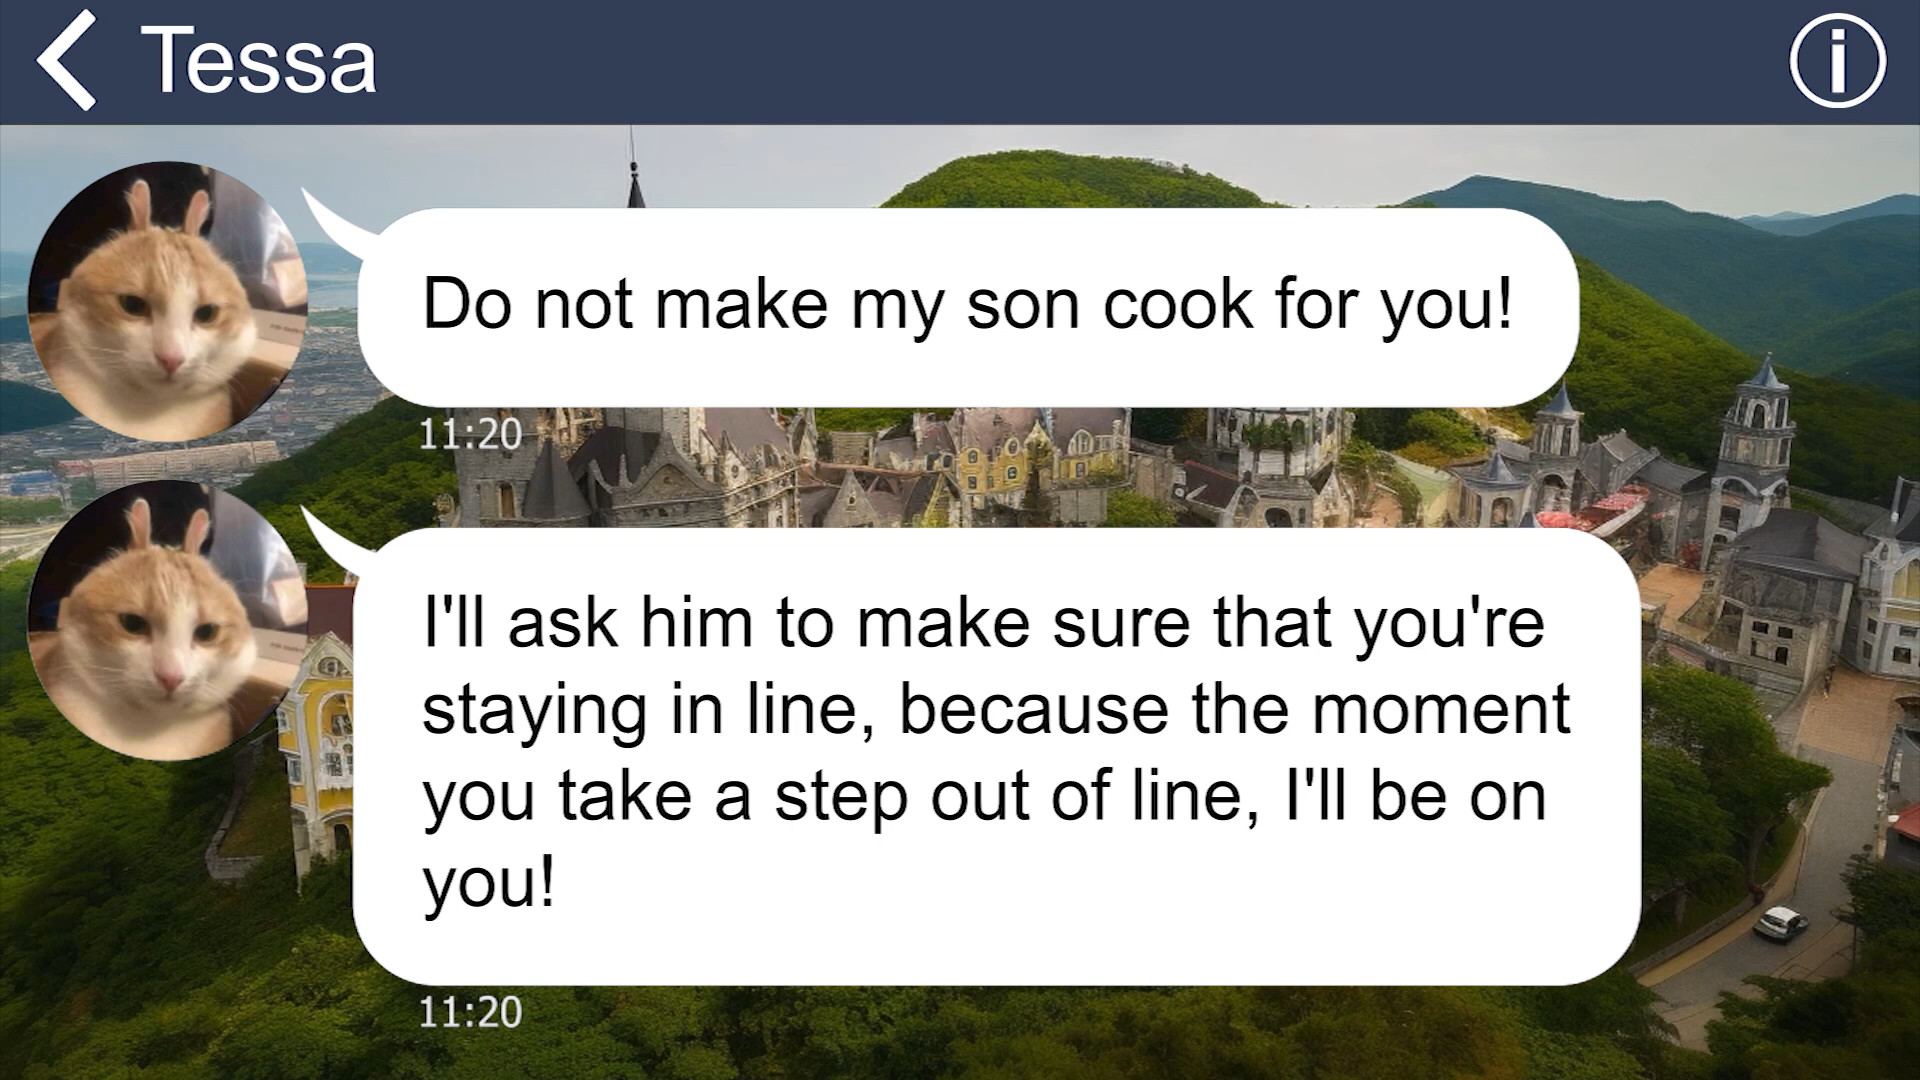 Tessa
Do not make my son cook for you!
11:20
I'll ask him to make sure that you're
staying in line, because the moment
you take a step out of line, I'll be on
you!
11:20